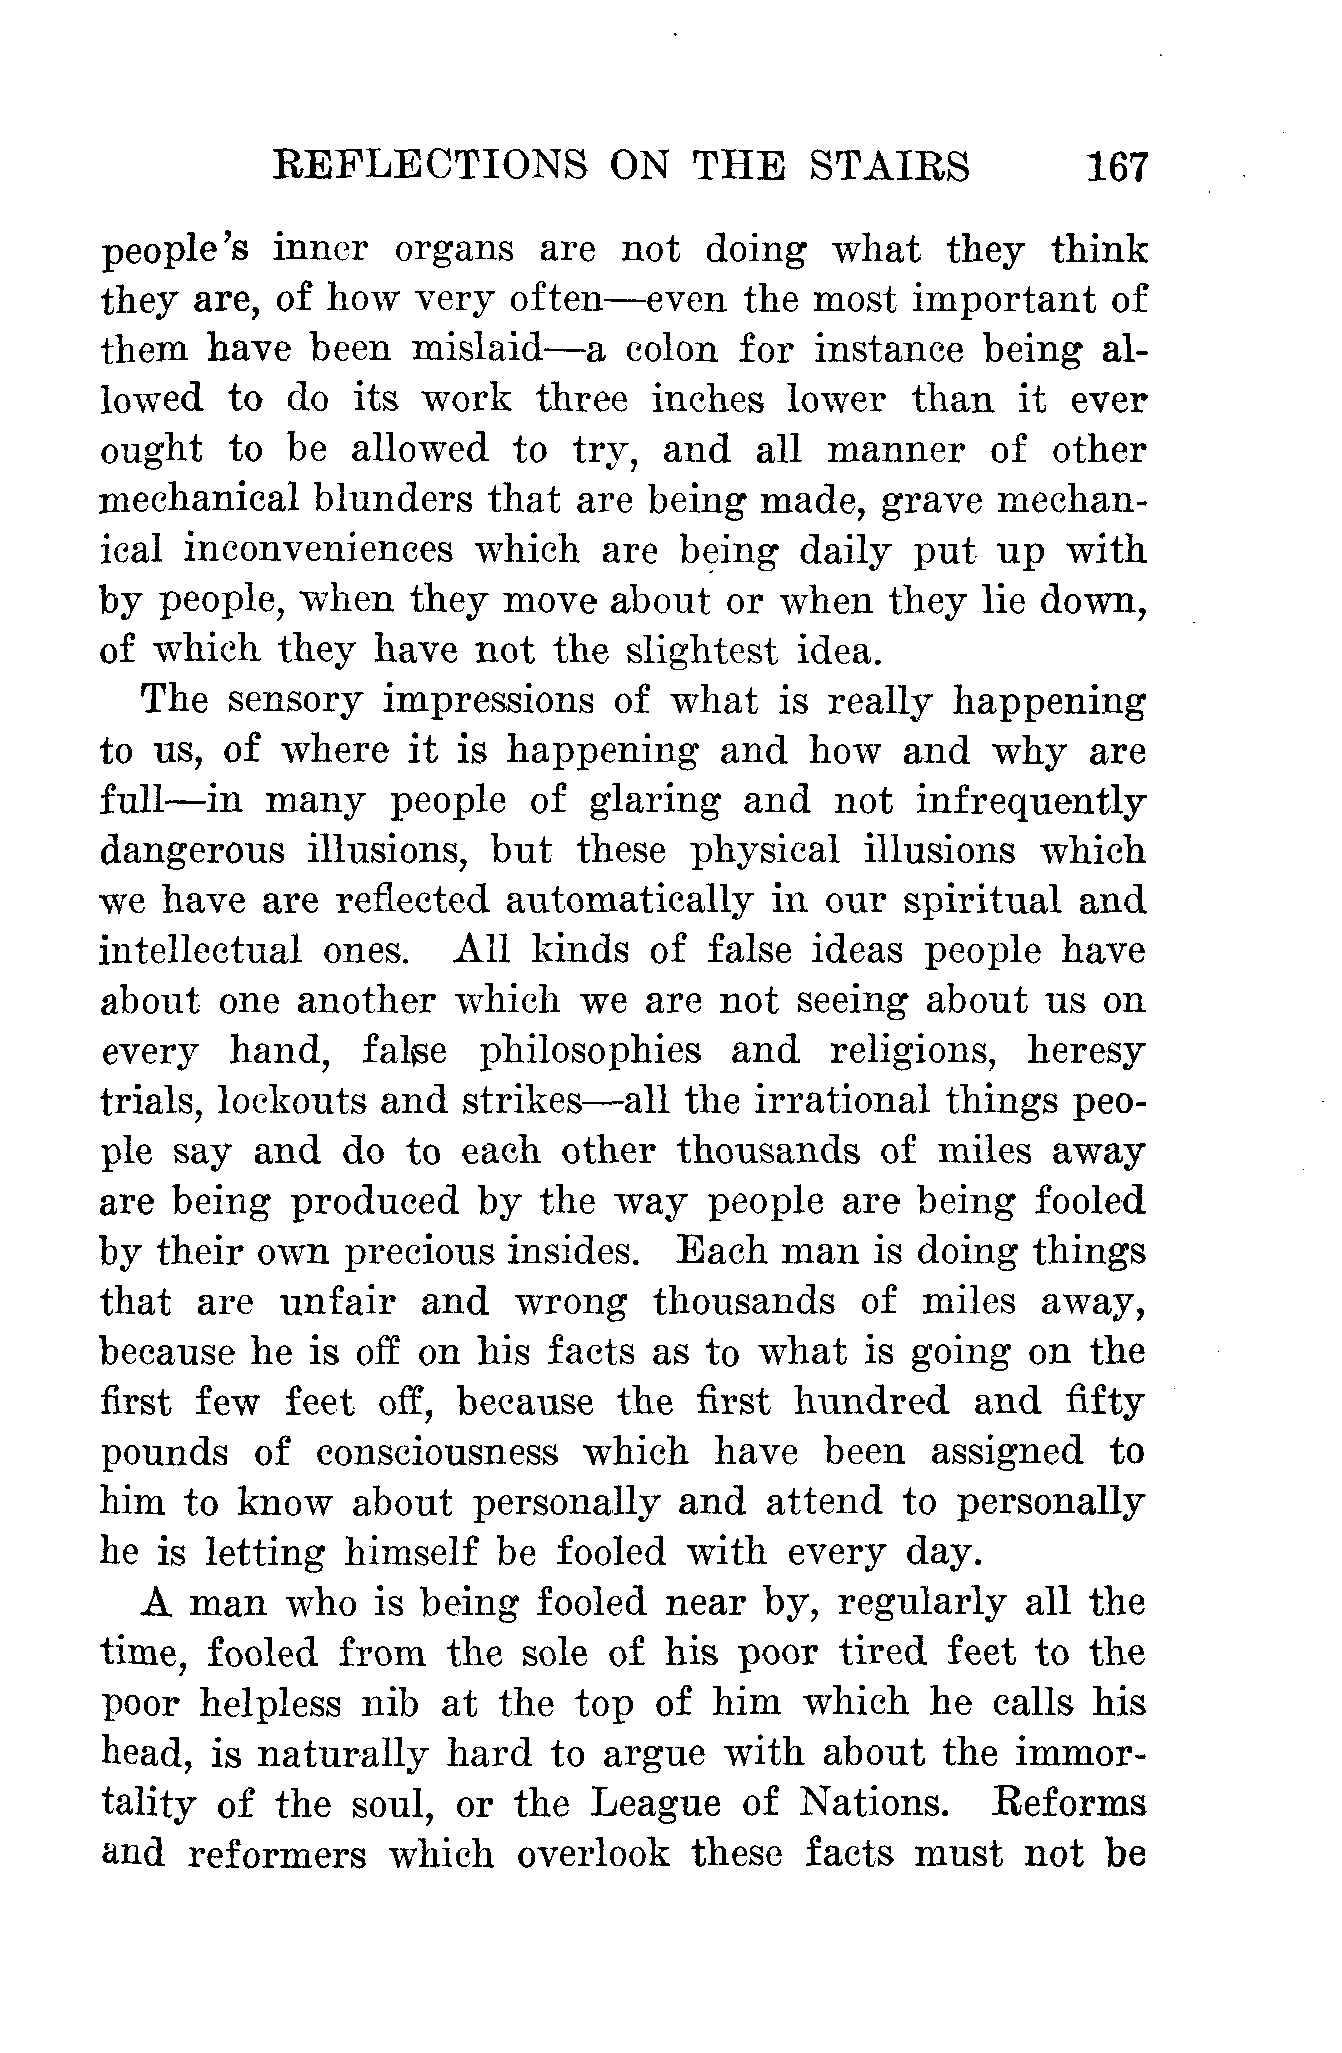 REFLECTIONS ON THE STAIRS 167
people's inner organs are not doing what they think
they are, of how very often—even the most important of
them have been mislaid—a colon for instance being al-
lowed to do its work three inches lower than it ever
ought to be allowed to try, and all manner of other
mechanical blunders that are being made, grave mechan-
ical inconveniences which are being daily put up with
by people, when they move about or when they lie down,
of which they have not the slightest idea.
The sensory impressions of what is really happening
to us, of where it is happening and how and why are
full—in many people of glaring and not infrequently
dangerous illusions, but these physical illusions which
we have are reflected automatically in our spiritual and
intellectual ones. All kinds of false ideas people have
about one another which we are not seeing about us on
every hand, false philosophies and religions, heresy
trials, lockouts and strikes—all the irrational things peo-
ple say and do to each other thousands of miles away
are being produced by the way people are being fooled
by their own precious insides. Each man is doing things
that are unfair and wrong thousands of miles away,
because he is off on his facts as to what is going on the
first few feet off, because the first hundred and fifty
pounds of consciousness which have been assigned to
him to know about personally and attend to personally
he is letting himself be fooled with every day.
A man who is being fooled near by, regularly all the
time, fooled from the sole of his poor tired feet to the
poor helpless nib at the top of him which he calls his
head, is naturally hard to argue with about the immor-
tality of the soul, or the League of Nations. Reforms
and reformers which overlook these facts must not be